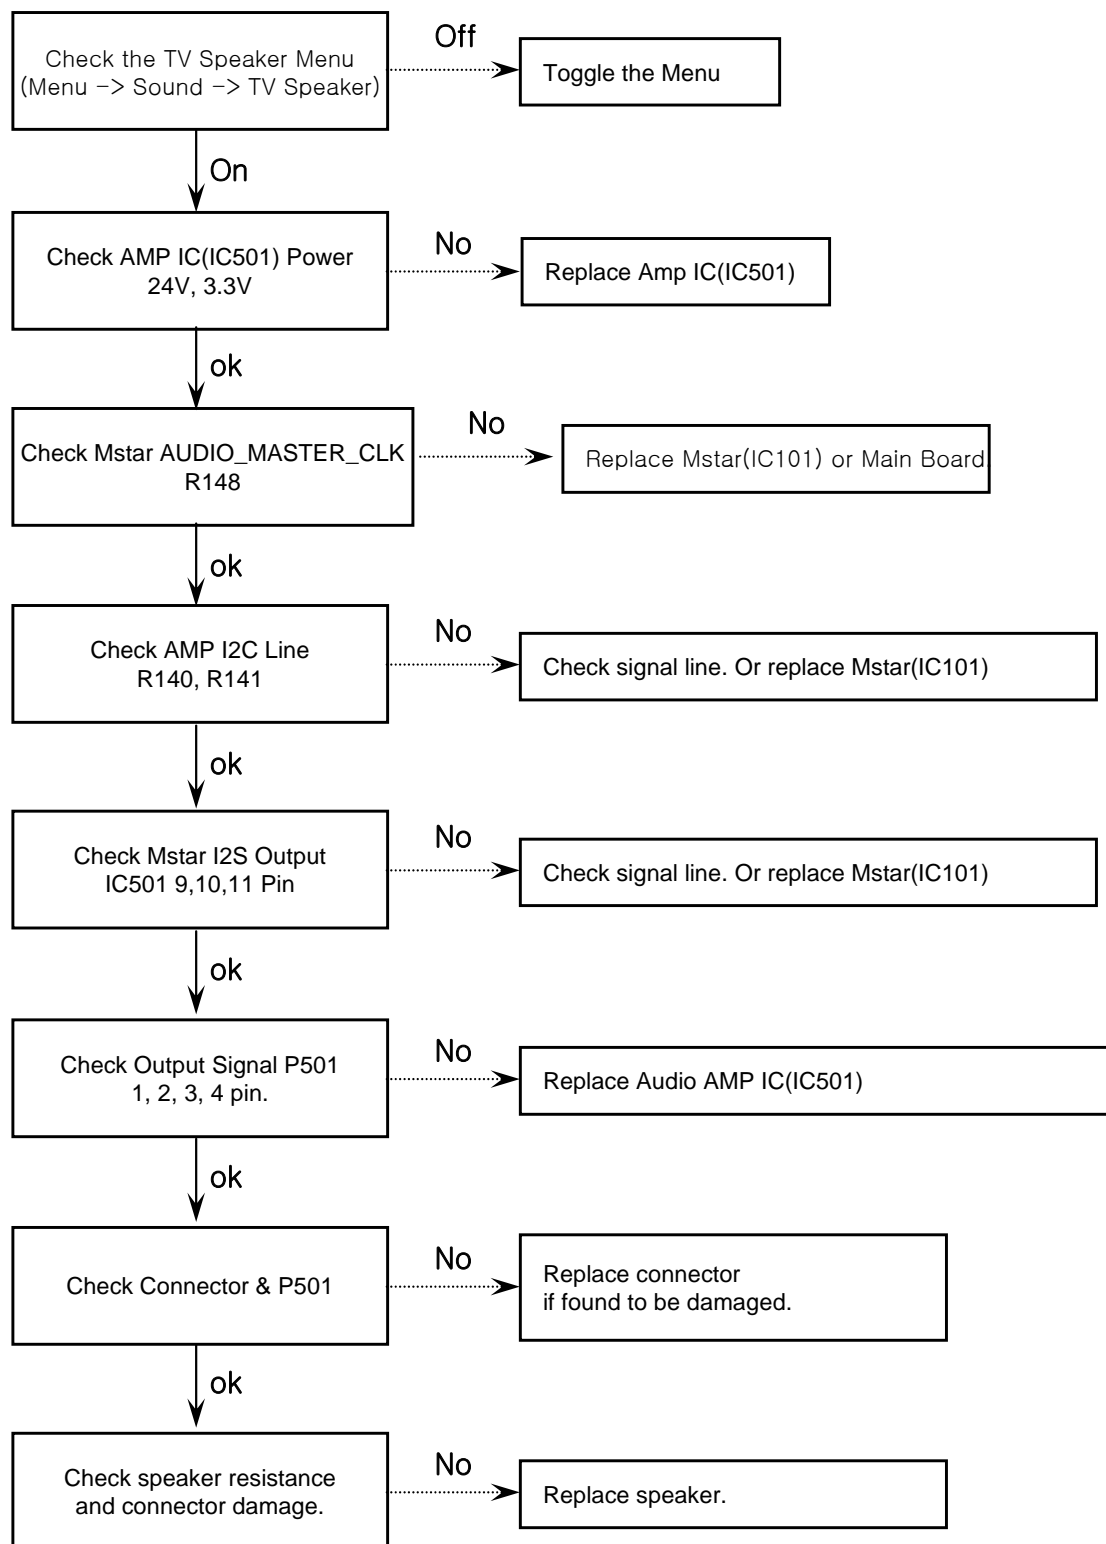 Check the TV Speaker Menu
(Menu -> Sound -> TV Speaker)
Off
Toggle the Menu
On
Check AMP IC(IC501) Power
24V, 3.3V
No
Replace Amp IC(IC501)
ok
Check Mstar AUDIO_MASTER_CLK
R148
No
Replace Mstar(IC101) or Main Board.
ok
Check AMP I2C Line
R140, R141
No
Check signal line. Or replace Mstar(IC101)
ok
Check Mstar I2S Output
IC501 9,10,11 Pin
No
Check signal line. Or replace Mstar(IC101)
ok
Check Output Signal P501
1, 2, 3, 4 pin.
No
Replace Audio AMP IC(IC501)
ok
Check Connector & P501
No
Replace connector
if found to be damaged.
ok
Check speaker resistance
and connector damage.
No
Replace speaker.